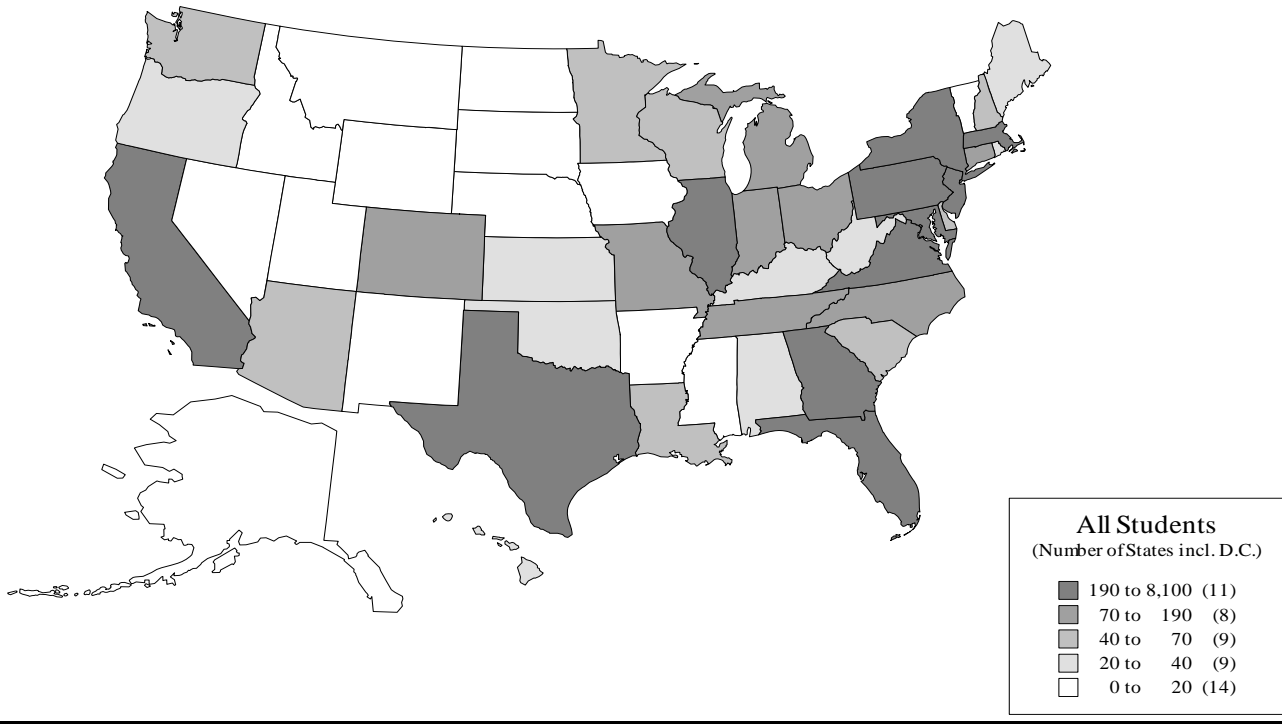 All Students
(Number of States incl. D.C.)
190 to 8,100 (11)
70 to 190 (8)
40 to 70 (9)
20 to 40 (9)
0 to 20 (14)